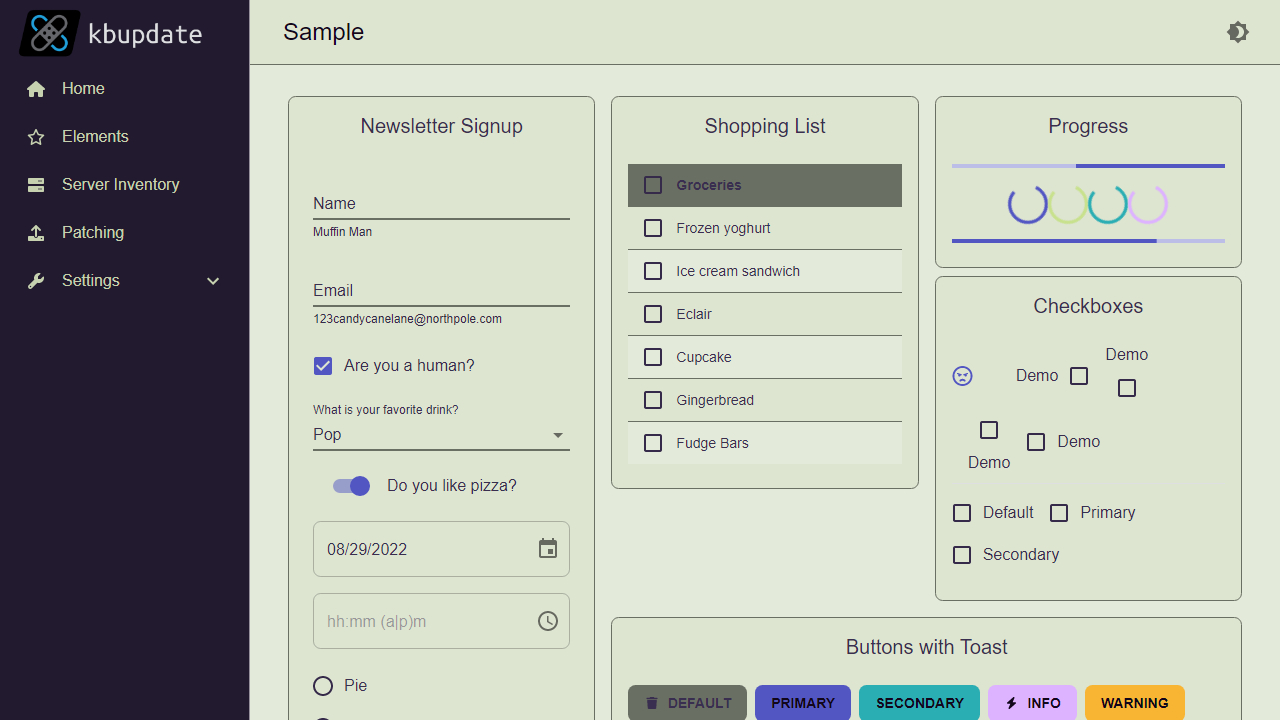 kbupdate
Home
Elements
Server Inventory
Patching
Settings
Sample
Newsletter Signup
Name
Muffin Man
Email
123candycanelane@northpole.com
Are you a human?
What is your favorite drink?
Pop
Do you like pizza?
08/29/2022
hh:mm (a|p)m
Pie
Shopping List
Groceries
Frozen yoghurt
Ice cream sandwich
Eclair
Cupcake
Gingerbread
Fudge Bars
Progress
Checkboxes
Demo
Demo
Demo
Demo
Default Primary
Secondary
Buttons with Toast
DEFAULT PRIMARY SECONDARY INFO WARNING